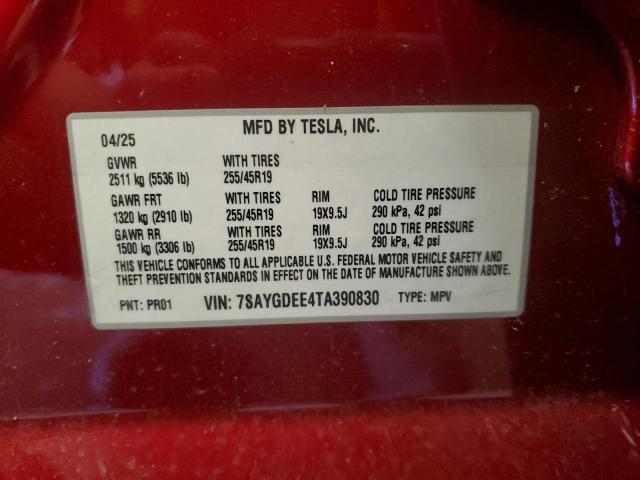 MFD BY TESLA, INC.
04/25
GVWR WITH TIRES
2511 kg (5536 lb) 255/45R19
GAWR FRT WITH TIRES RIM COLD TIRE PRESSURE
1320 kg (2910 lb) 255/45R19 19X9.5J 290 kPa, 42 psi
GAWR RR WITH TIRES RIM COLD TIRE PRESSURE
1500 kg (3306 lb) 255/45R19 19X9.5J 290 kPa, 42 psi
THIS VEHICLE CONFORMS TO ALL APPLICABLE U.S. FEDERAL MOTOR VEHICLE SAFETY AND
THEFT PREVENTION STANDARDS IN EFFECT ON THE DATE OF MANUFACTURE SHOWN ABOVE.
PNT: PR01 VIN: 7SAYGDEE4TA390830 TYPE: MPV